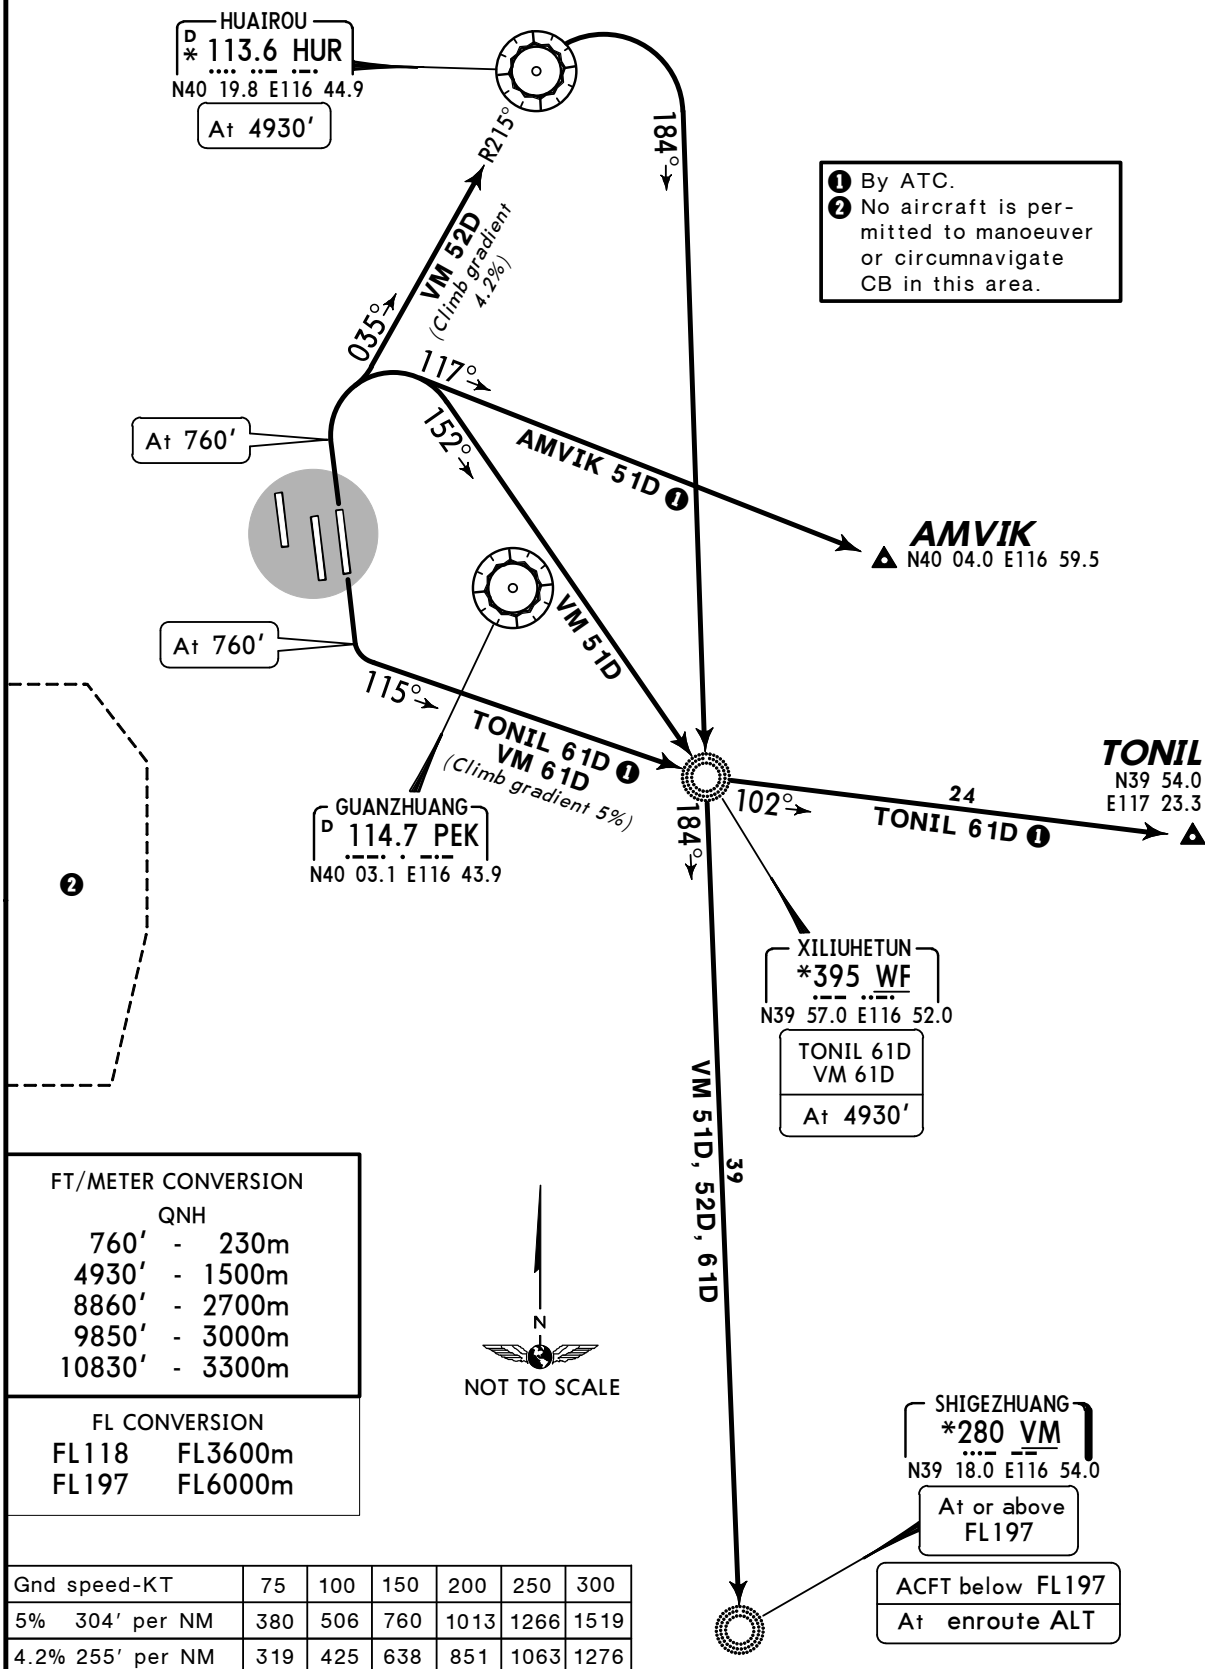 HUAIROU
D
* 113.6 HUR
N40 19.8 E116 44.9
At 4930'
R215°
184°
❶ By ATC.
❷ No aircraft is per-
mitted to manoeuver
or circumnavigate
CB in this area.
VM 52D
(Climb gradient
4.2%)
035°
117°
152°
At 760'
AMVIK 51D ❶
AMVIK
N40 04.0 E116 59.5
VM 51D
At 760'
115°
TONIL 61D ❶
VM 61D
(Climb gradient 5%)
TONIL
N39 54.0
E117 23.3
24
102°
TONIL 61D ❶
184°
GUANZHUANG
D 114.7 PEK
N40 03.1 E116 43.9
❷
XILIUHETUN
*395 WF
N39 57.0 E116 52.0
TONIL 61D
VM 61D
At 4930'
VM 51D, 52D, 61D
39
FT/METER CONVERSION
QNH
760' - 230m
4930' - 1500m
8860' - 2700m
9850' - 3000m
10830' - 3300m
FL CONVERSION
FL118 FL3600m
FL197 FL6000m
N
NOT TO SCALE
SHIGEZHUANG
*280 VM
N39 18.0 E116 54.0
At or above
FL197
ACFT below FL197
At enroute ALT
Gnd speed-KT 75 100 150 200 250 300
5% 304' per NM 380 506 760 1013 1266 1519
4.2% 255' per NM 319 425 638 851 1063 1276